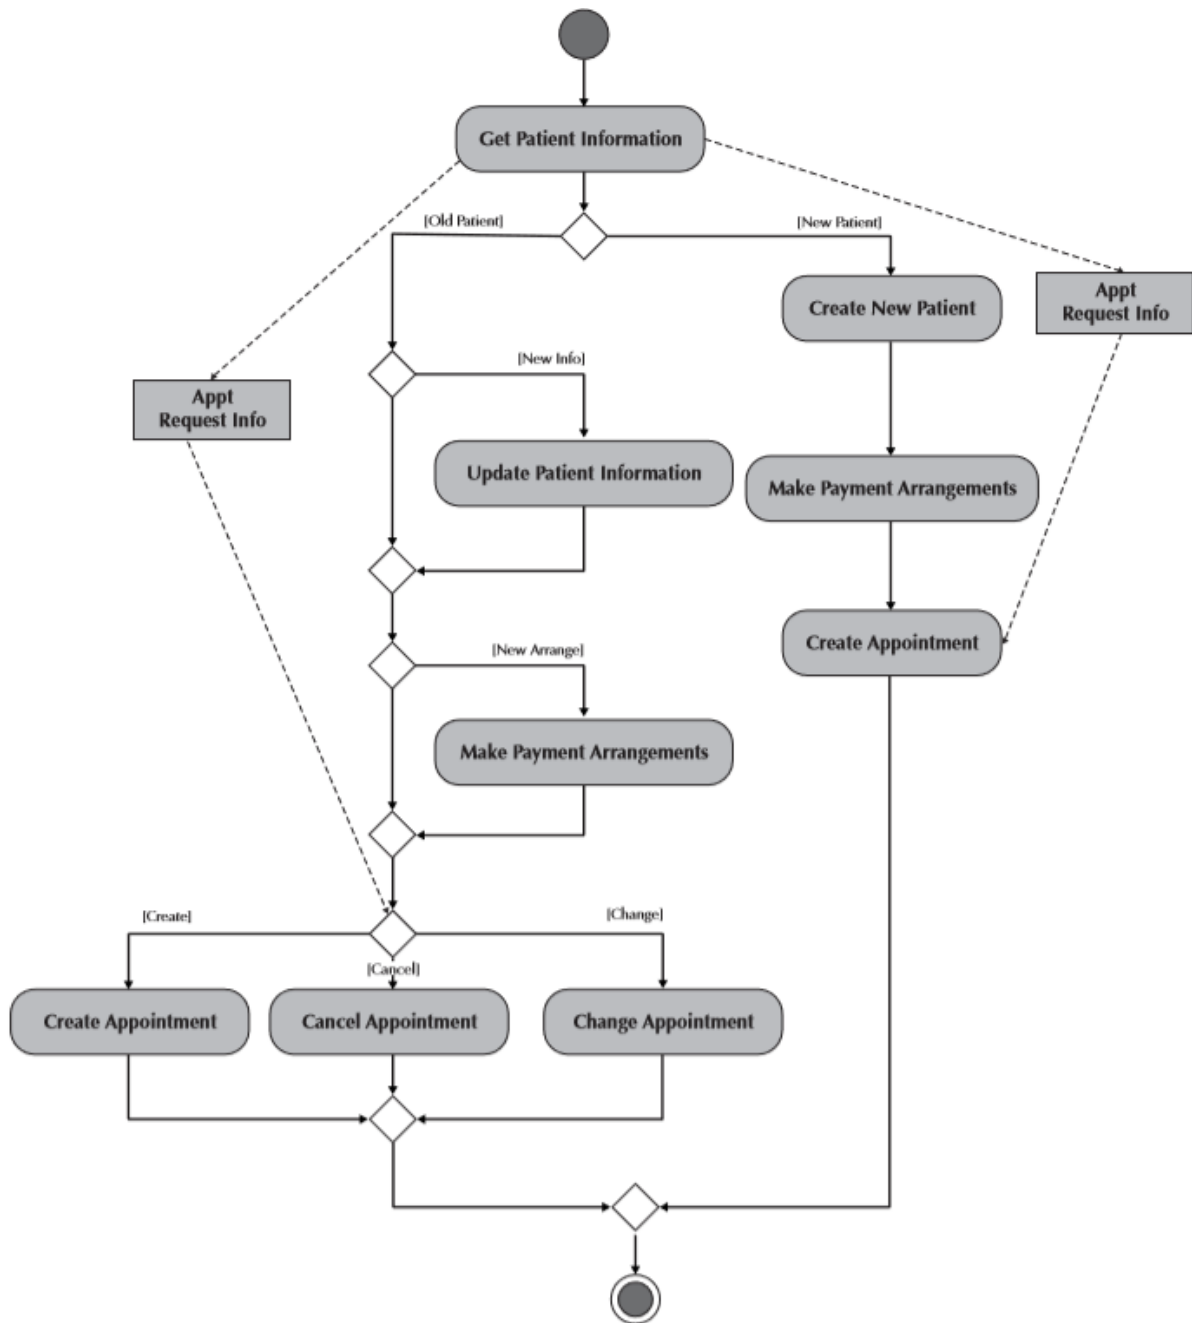 Get Patient Information
[Old Patient]
[New Patient]
Create New Patient
Appt
Request Info
[New Info]
Appt
Request Info
Update Patient Information
Make Payment Arrangements
Create Appointment
[New Arrange]
Make Payment Arrangements
[Create]
[Change]
[Cancel]
Create Appointment
Cancel Appointment
Change Appointment